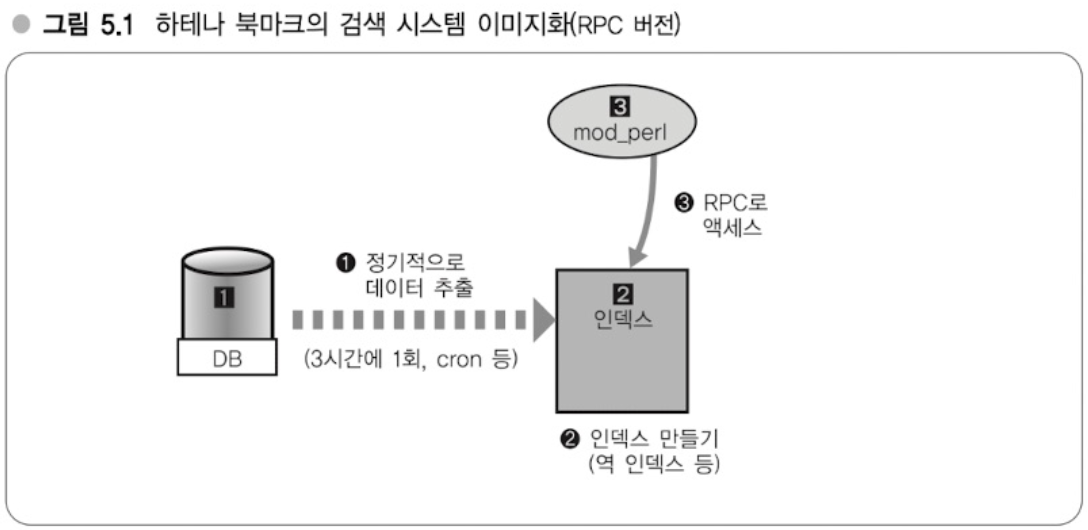 ● 그림 5.1 하테나 북마크의 검색 시스템 이미지화(RPC 버전)
3
mod_perl
❸ RPC로
액세스
❶ 정기적으로
데이터 추출
1
DB
(3시간에 1회, cron 등)
2
인덱스
❷ 인덱스 만들기
(역 인덱스 등)